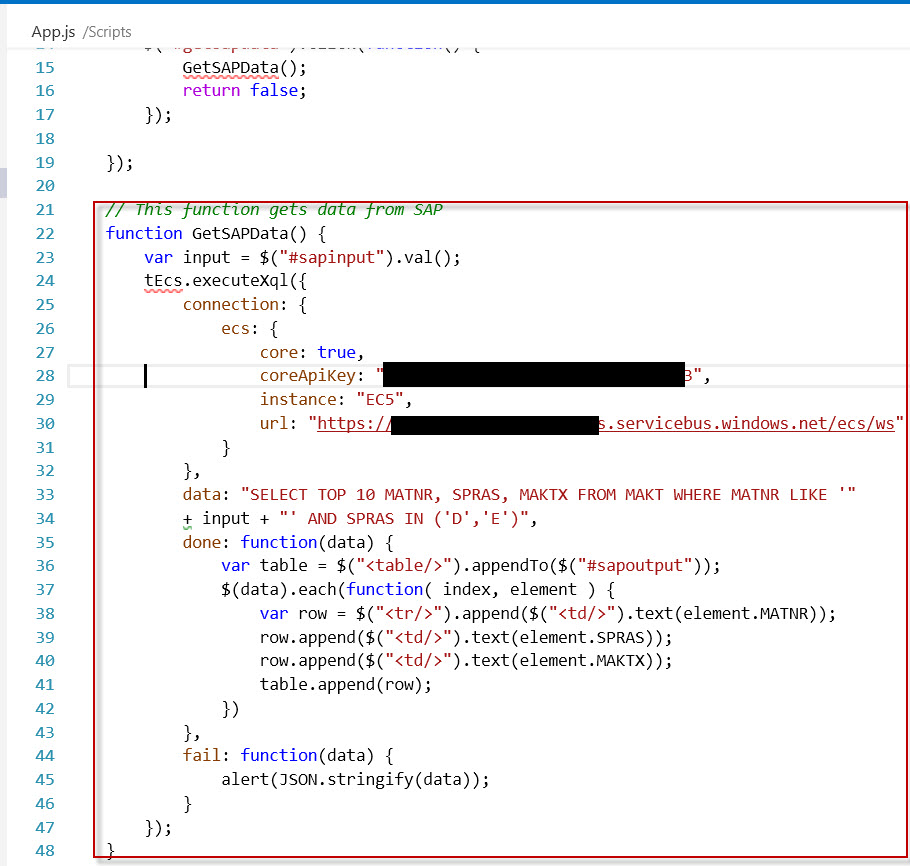 App.js /Scripts
14 $("#getsapdata").click(function() {
15 GetSAPData();
16 return false;
17 });
18
19 });
20
21 // This function gets data from SAP
22 function GetSAPData() {
23 var input = $("#sapinput").val();
24 tEcs.executeXql({
25 connection: {
26 ecs: {
27 core: true,
28 coreApiKey: "3",
29 instance: "EC5",
30 url: "https://s.servicebus.windows.net/ecs/ws"
31 }
32 },
33 data: "SELECT TOP 10 MATNR, SPRAS, MAKTX FROM MAKT WHERE MATNR LIKE '"
34 + input + "' AND SPRAS IN ('D','E')",
35 done: function(data) {
36 var table = $("<table/>").appendTo($("#sapoutput"));
37 $(data).each(function( index, element ) {
38 var row = $("<tr/>").append($("<td/>").text(element.MATNR));
39 row.append($("<td/>").text(element.SPRAS));
40 row.append($("<td/>").text(element.MAKTX));
41 table.append(row);
42 })
43 },
44 fail: function(data) {
45 alert(JSON.stringify(data));
46 }
47 });
48 }